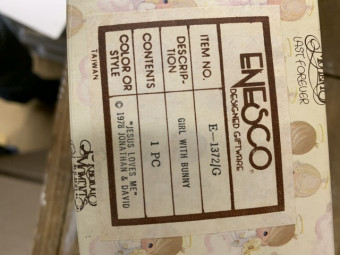 ENESCO
DESIGNED GIFTWARE
ITEM NO. E-1372/G
DESCRIP-
TION GIRL WITH BUNNY
CONTENTS 1 PC
COLOR OR
STYLE "JESUS LOVES ME"
© 1978 JONATHAN & DAVID
TAIWAN
LAST FOREVER